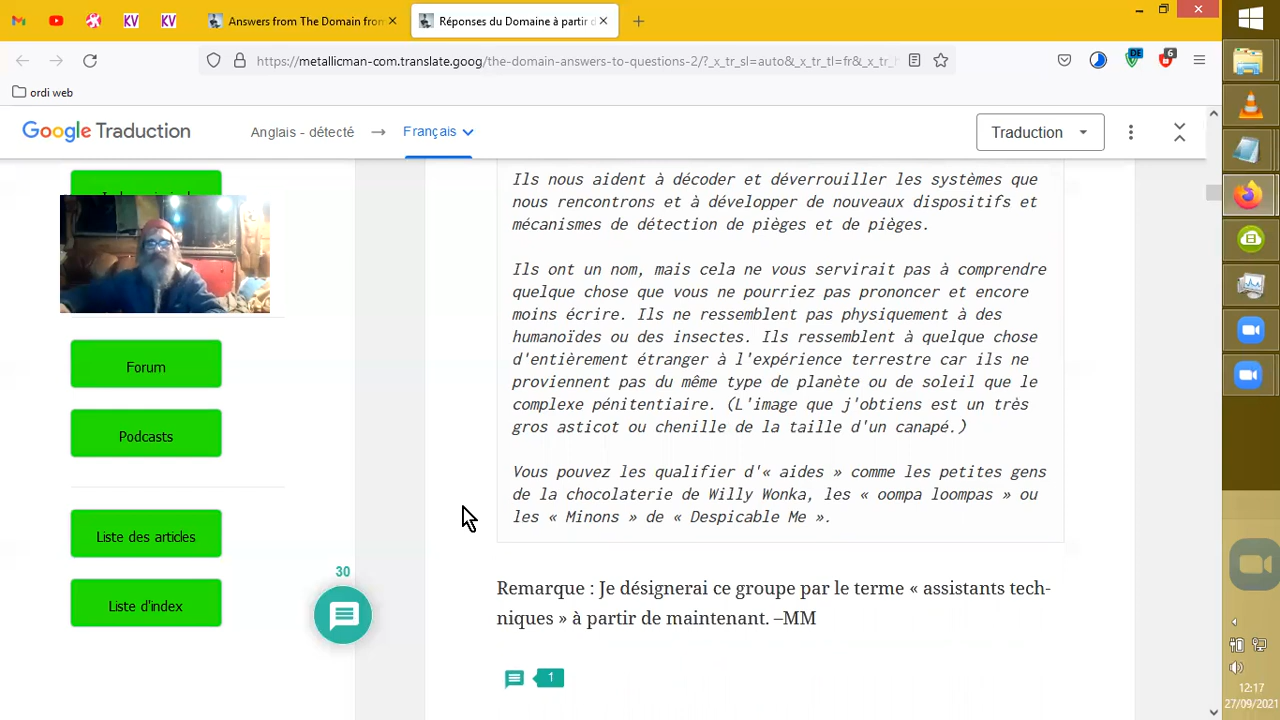 Answers from The Domain from
Réponses du Domaine à partir d
https://metallicman-com.translate.goog/the-domain-answers-to-questions-2/?_x_tr_sl=auto&_x_tr_tl=fr&_x_tr_h
DE
6
ordi web
Google Traduction
Anglais - détecté
Français
Traduction
Ils nous aident à décoder et déverrouiller les systèmes que
nous rencontrons et à développer de nouveaux dispositifs et
mécanismes de détection de pièges et de pièges.
Ils ont un nom, mais cela ne vous servirait pas à comprendre
quelque chose que vous ne pourriez pas prononcer et encore
moins écrire. Ils ne ressemblent pas physiquement à des
humanoïdes ou des insectes. Ils ressemblent à quelque chose
d'entièrement étranger à l'expérience terrestre car ils ne
proviennent pas du même type de planète ou de soleil que le
complexe pénitentiaire. (L'image que j'obtiens est un très
gros asticot ou chenille de la taille d'un canapé.)
Vous pouvez les qualifier d'« aides » comme les petites gens
de la chocolaterie de Willy Wonka, les « oompa loompas » ou
les « Minons » de « Despicable Me ».
Forum
Podcasts
Liste des articles
Liste d'index
30
Remarque : Je désignerai ce groupe par le terme « assistants tech-
niques » à partir de maintenant. –MM
1
12:17
27/09/2021
KV
KV